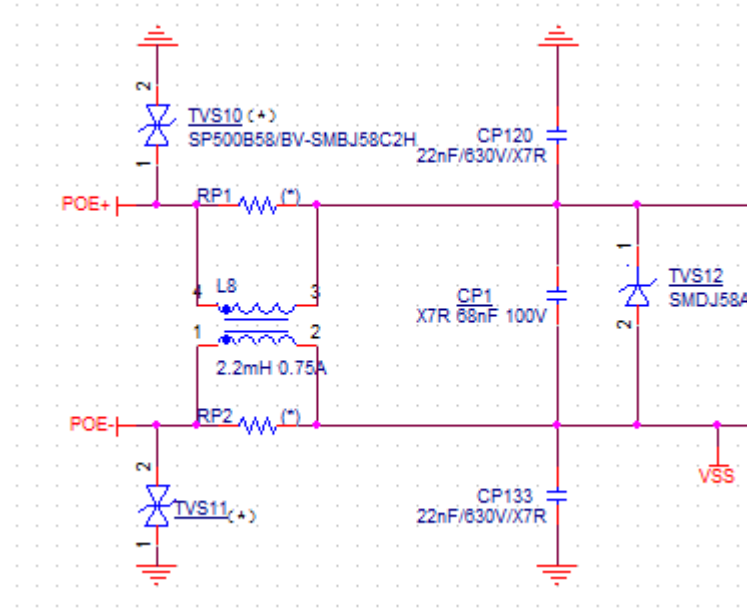 2
TVS10 (*)
SP500B58/BV-SMBJ58C2H
1
CP120
22nF/630V/X7R
POE+
RP1
(*)
4
L8
3
1
2
2.2mH 0.75A
CP1
X7R 68nF 100V
1
TVS12
SMDJ58A
2
POE-
RP2
(*)
VSS
2
TVS11(*)
1
CP133
22nF/630V/X7R